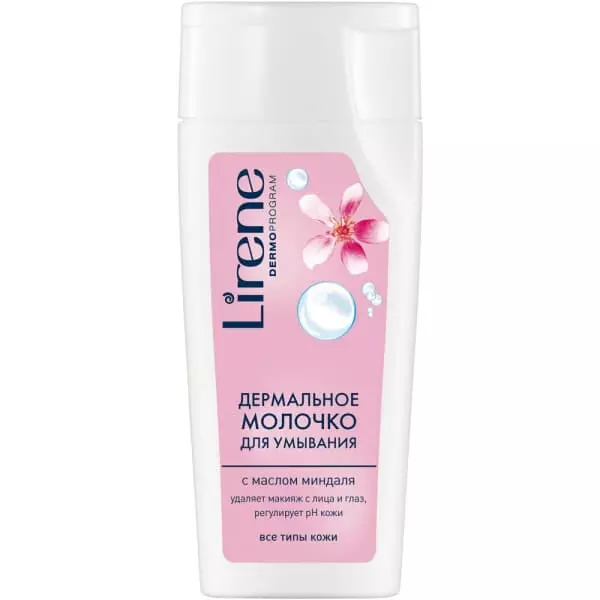 Lirene
DERMOPROGRAM
ДЕРМАЛЬНОЕ
МОЛОЧКО
ДЛЯ УМЫВАНИЯ
с маслом миндаля
удаляет макияж с лица и глаз,
регулирует pH кожи
все типы кожи